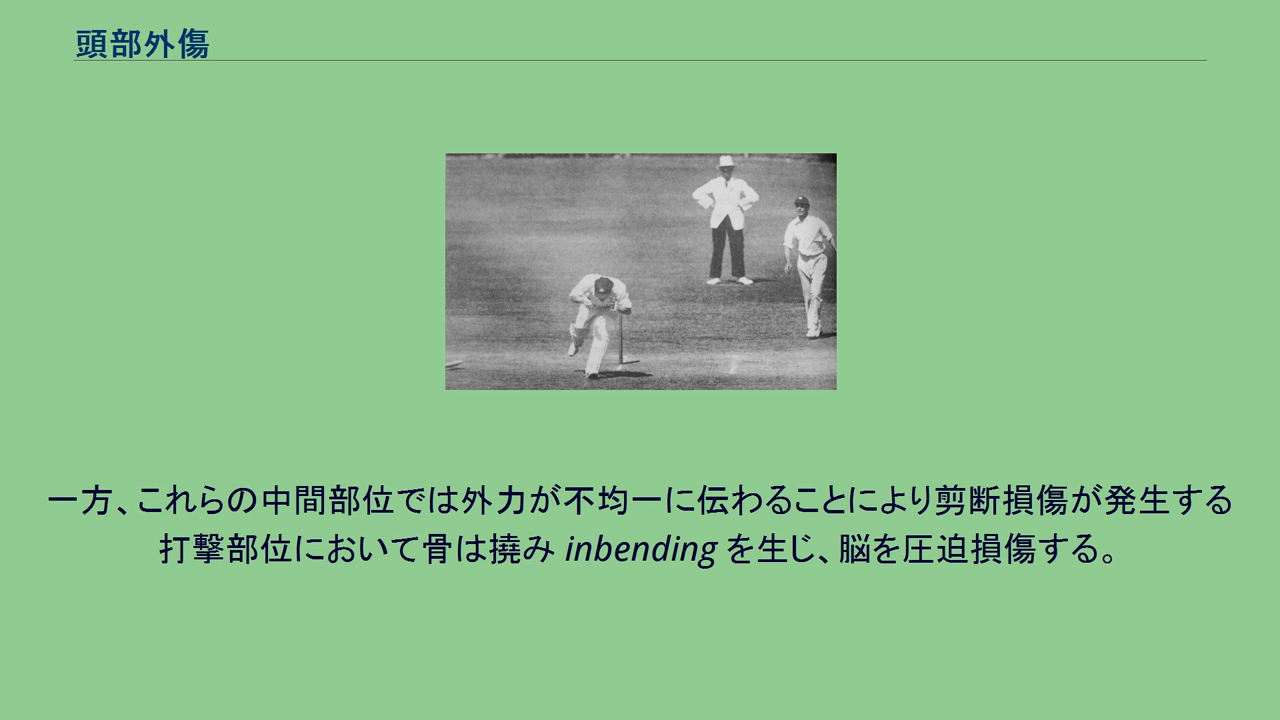 頭部外傷
一方、これらの中間部位では外力が不均一に伝わることにより剪断損傷が発生する
打撃部位において骨は撓み inbending を生じ、脳を圧迫損傷する。